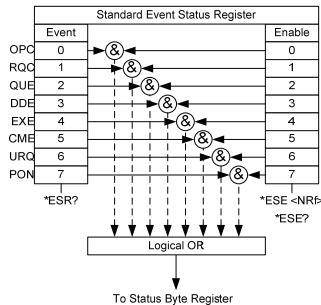 Standard Event Status Register
Event Enable
OPC 0 & 0
RQC 1 & 1
QUE 2 & 2
DDE 3 & 3
EXE 4 & 4
CME 5 & 5
URQ 6 & 6
PON 7 & 7
*ESR? *ESE <NRf>
*ESE?
Logical OR
To Status Byte Register